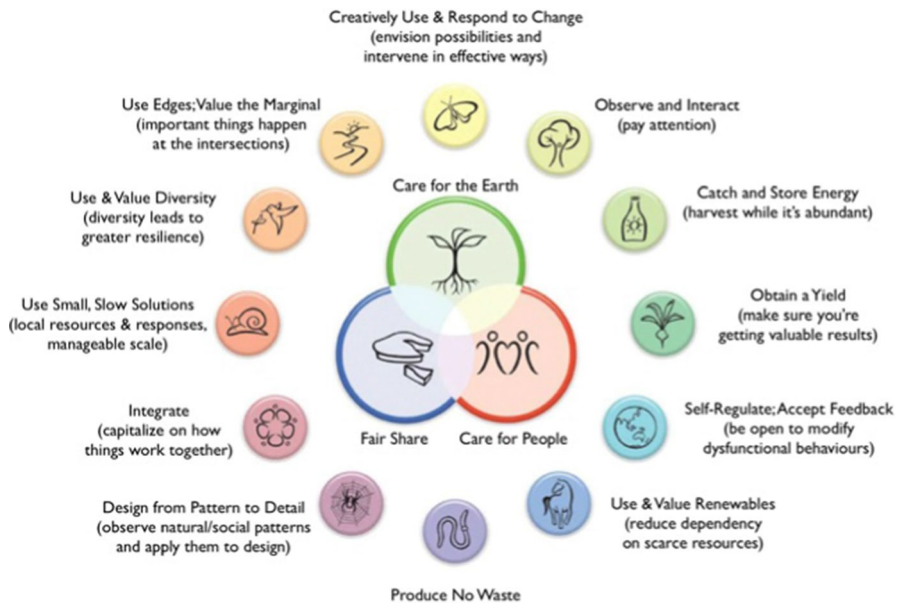 Creatively Use & Respond to Change
(envision possibilities and
intervene in effective ways)
Observe and Interact
(pay attention)
Catch and Store Energy
(harvest while it's abundant)
Obtain a Yield
(make sure you're
getting valuable results)
Self-Regulate; Accept Feedback
(be open to modify
dysfunctional behaviours)
Use & Value Renewables
(reduce dependency
on scarce resources)
Produce No Waste
Design from Pattern to Detail
(observe natural/social patterns
and apply them to design)
Integrate
(capitalize on how
things work together)
Use Small, Slow Solutions
(local resources & responses,
manageable scale)
Use & Value Diversity
(diversity leads to
greater resilience)
Use Edges; Value the Marginal
(important things happen
at the intersections)
Care for the Earth
Fair Share
Care for People